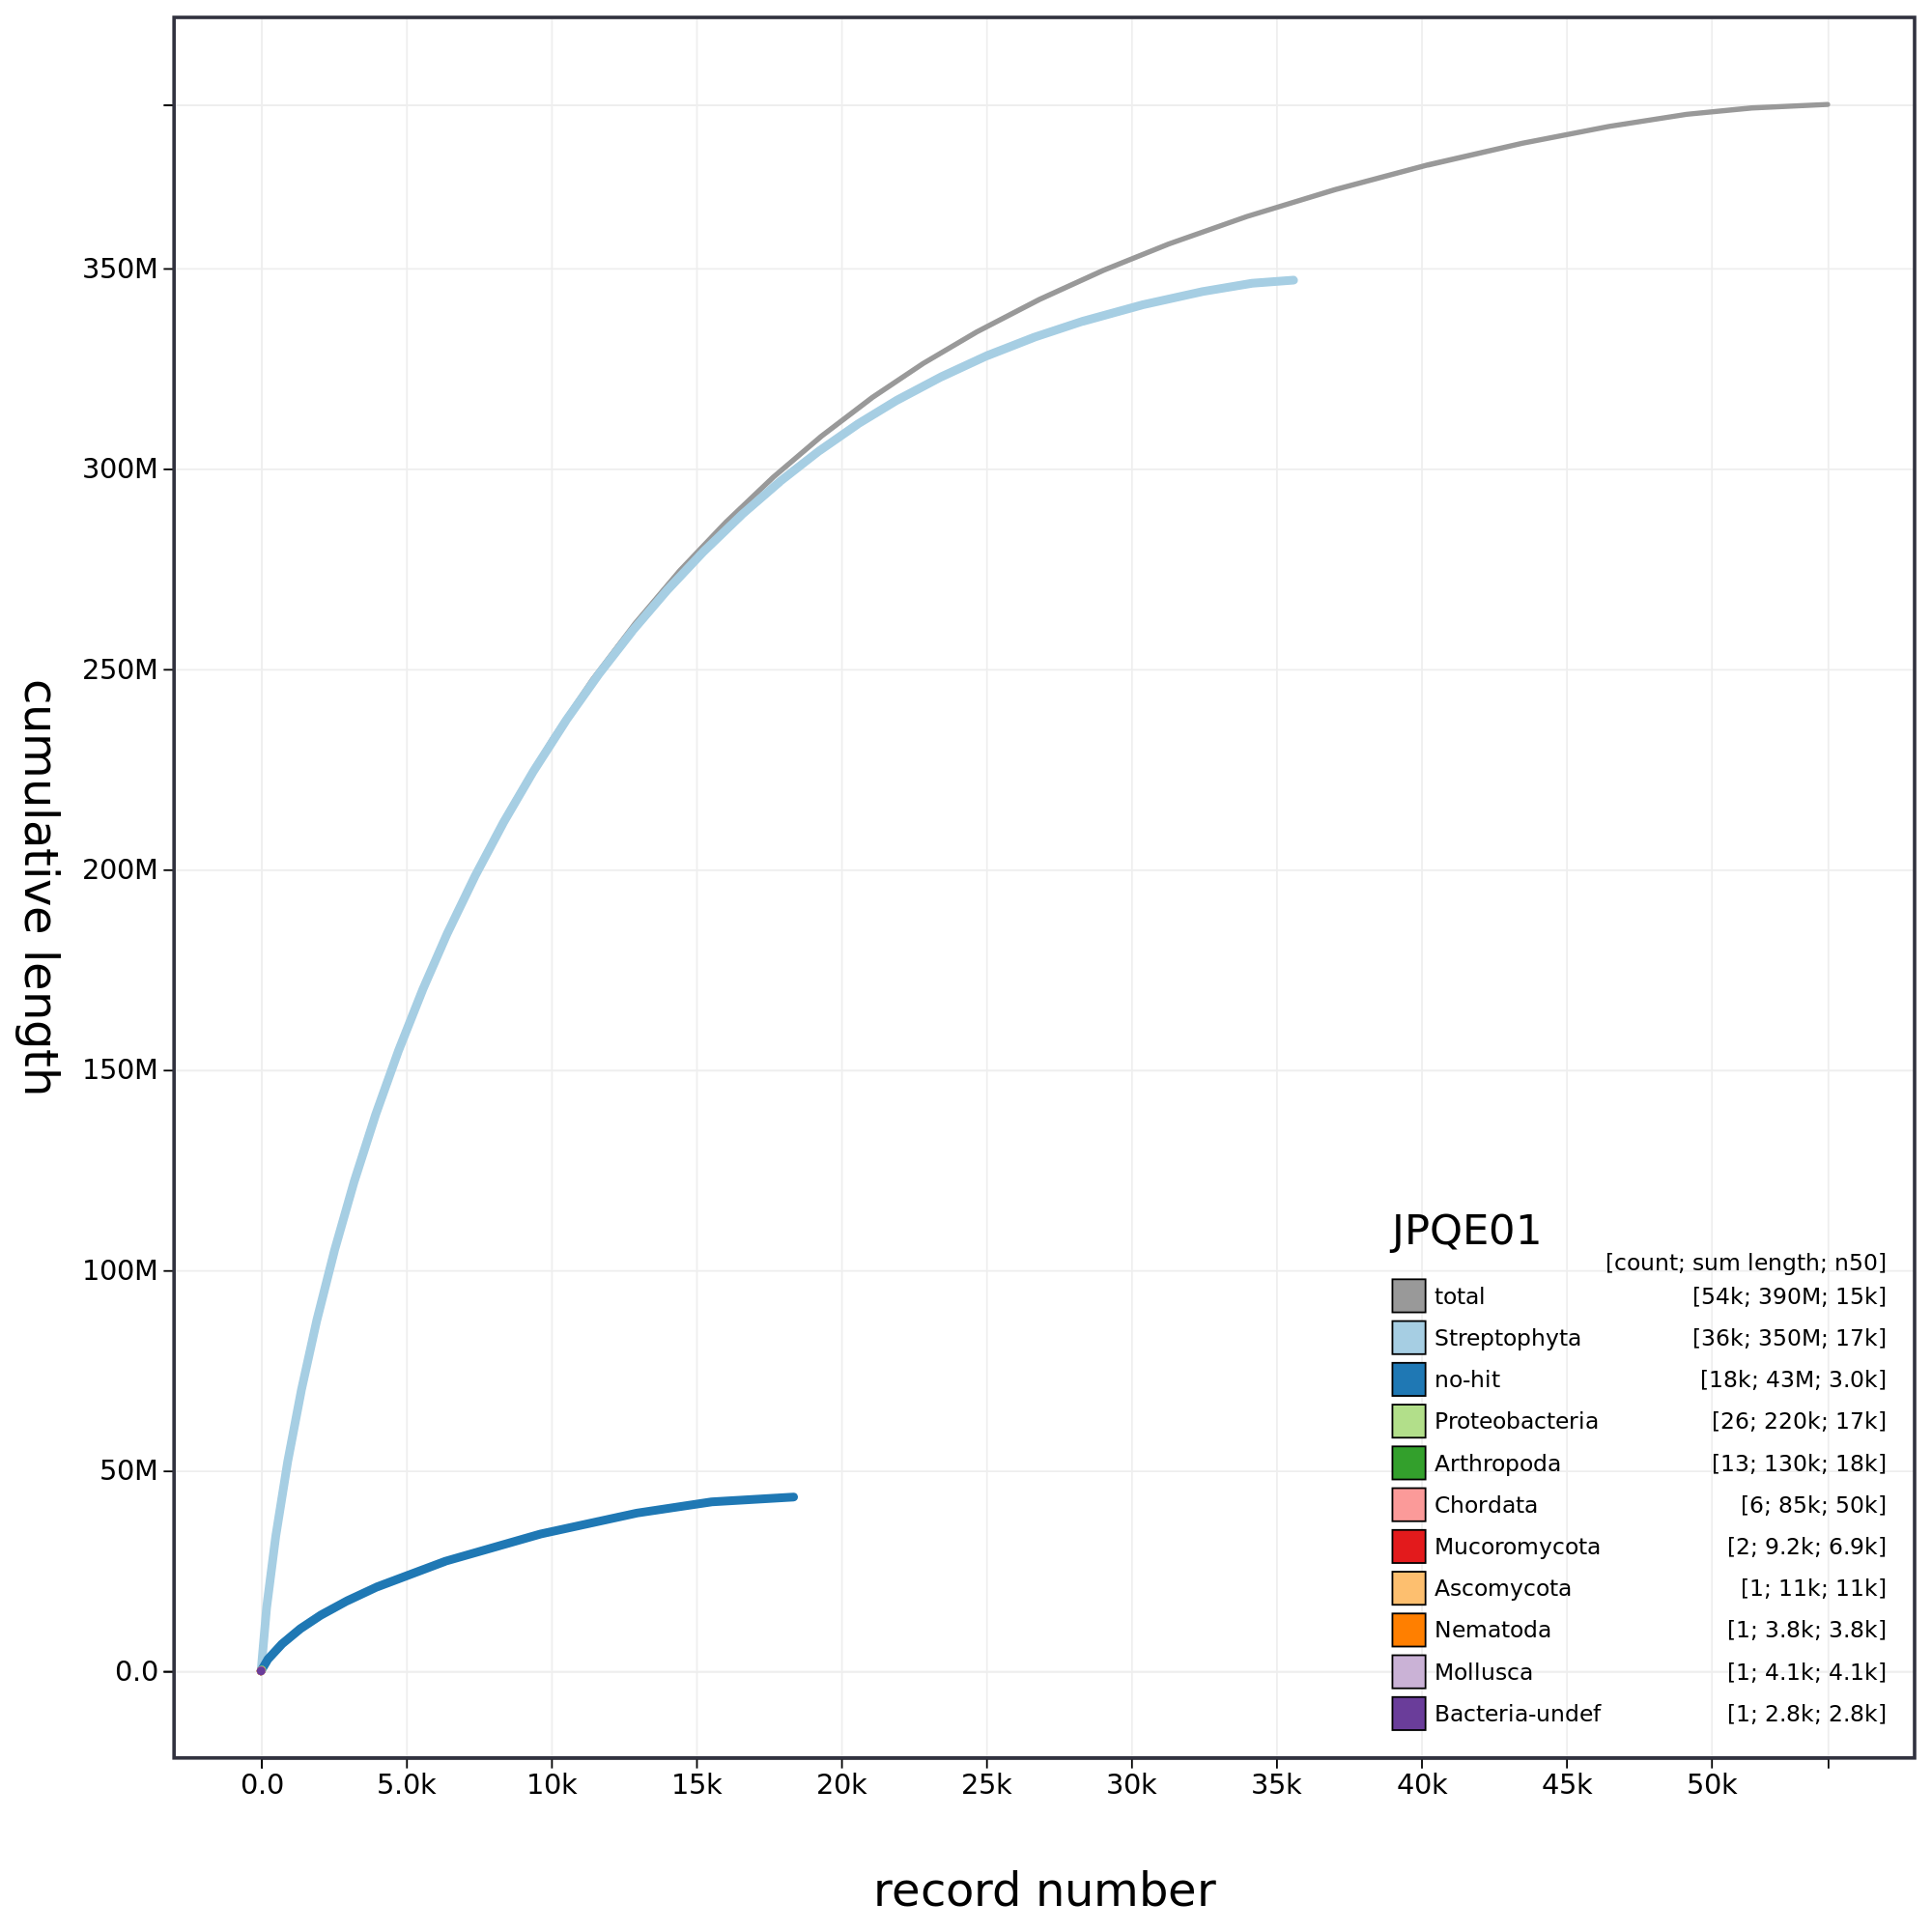 350M
300M
250M
200M
150M
100M
50M
0.0
cumulative length
JPQE01
[count; sum length; n50]
total [54k; 390M; 15k]
Streptophyta [36k; 350M; 17k]
no-hit [18k; 43M; 3.0k]
Proteobacteria [26; 220k; 17k]
Arthropoda [13; 130k; 18k]
Chordata [6; 85k; 50k]
Mucoromycota [2; 9.2k; 6.9k]
Ascomycota [1; 11k; 11k]
Nematoda [1; 3.8k; 3.8k]
Mollusca [1; 4.1k; 4.1k]
Bacteria-undef [1; 2.8k; 2.8k]
0.0 5.0k 10k 15k 20k 25k 30k 35k 40k 45k 50k
record number